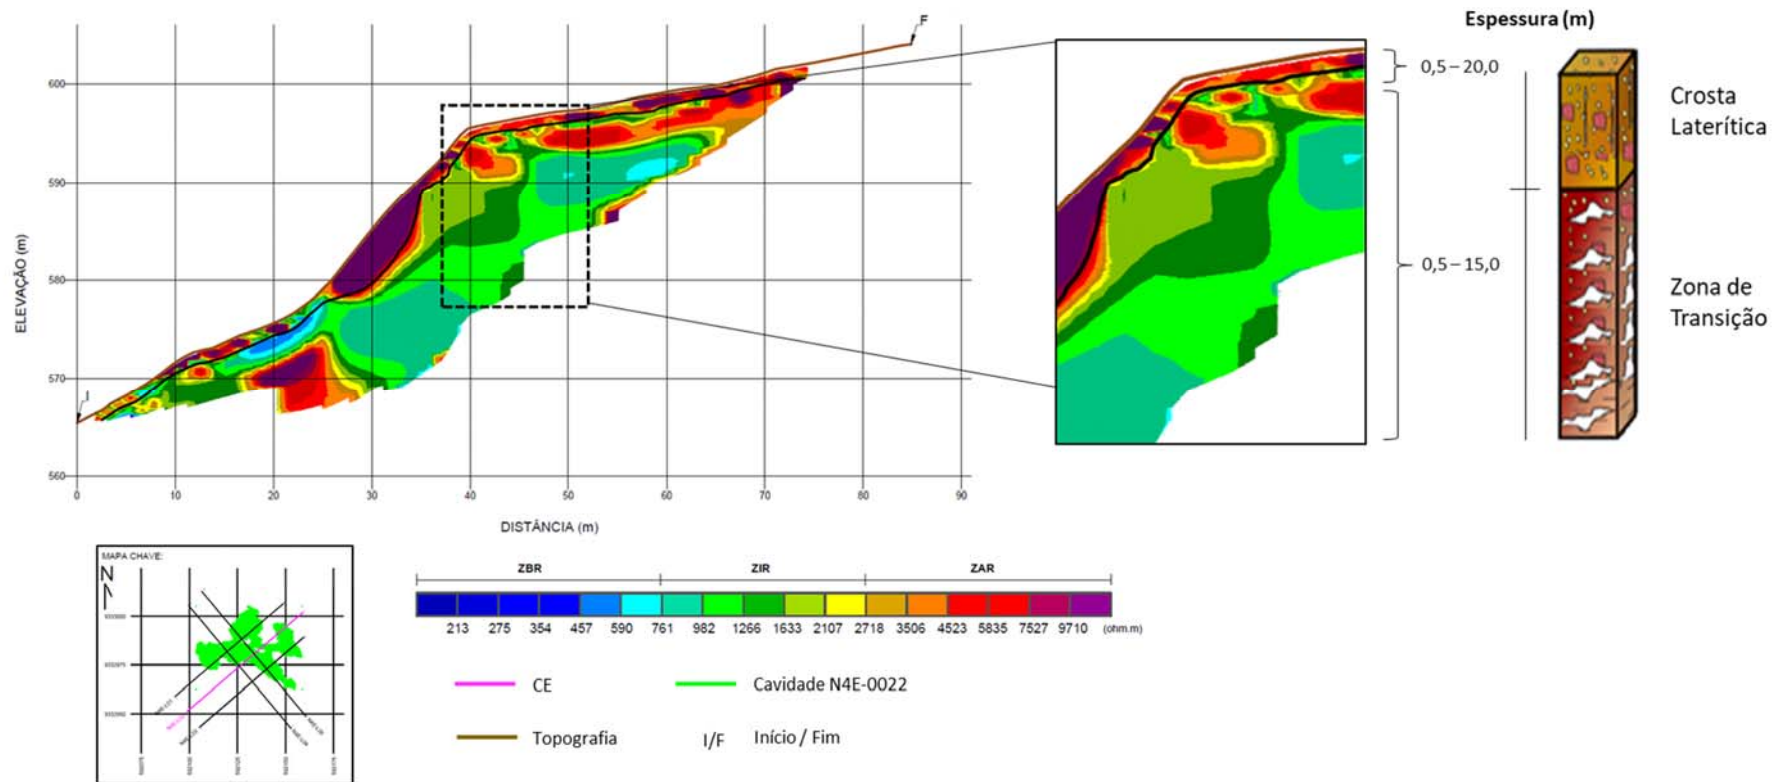 F
Espessura (m)
ELEVAÇÃO (m)
600
590
580
570
560
I
0 10 20 30 40 50 60 70 80 90
DISTÂNCIA (m)
0,5 – 20,0
0,5 – 15,0
Crosta
Laterítica
Zona de
Transição
MAPA CHAVE:
N
ZBR ZIR ZAR
213 275 354 457 590 761 982 1266 1633 2107 2718 3506 4523 5835 7527 9710 (ohm.m)
CE
Cavidade N4E-0022
Topografia
I/F Início / Fim